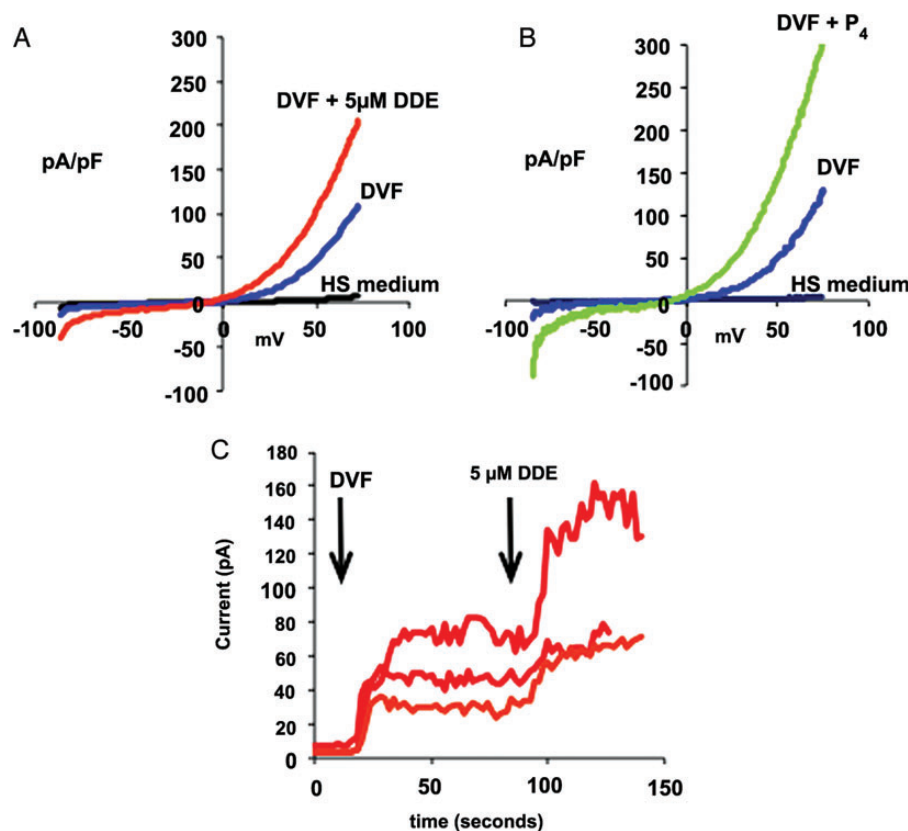 A
300
250
200
150
100
50
0
-50
-100
-100
-50
50
100
mV
pA/pF
DVF + 5µM DDE
DVF
HS medium
B
300
250
200
150
100
50
0
-50
-100
-100
-50
50
100
mV
pA/pF
DVF + P₄
DVF
HS medium
C
180
160
140
120
100
80
60
40
20
0
Current (pA)
DVF
5 µM DDE
0
50
100
150
time (seconds)